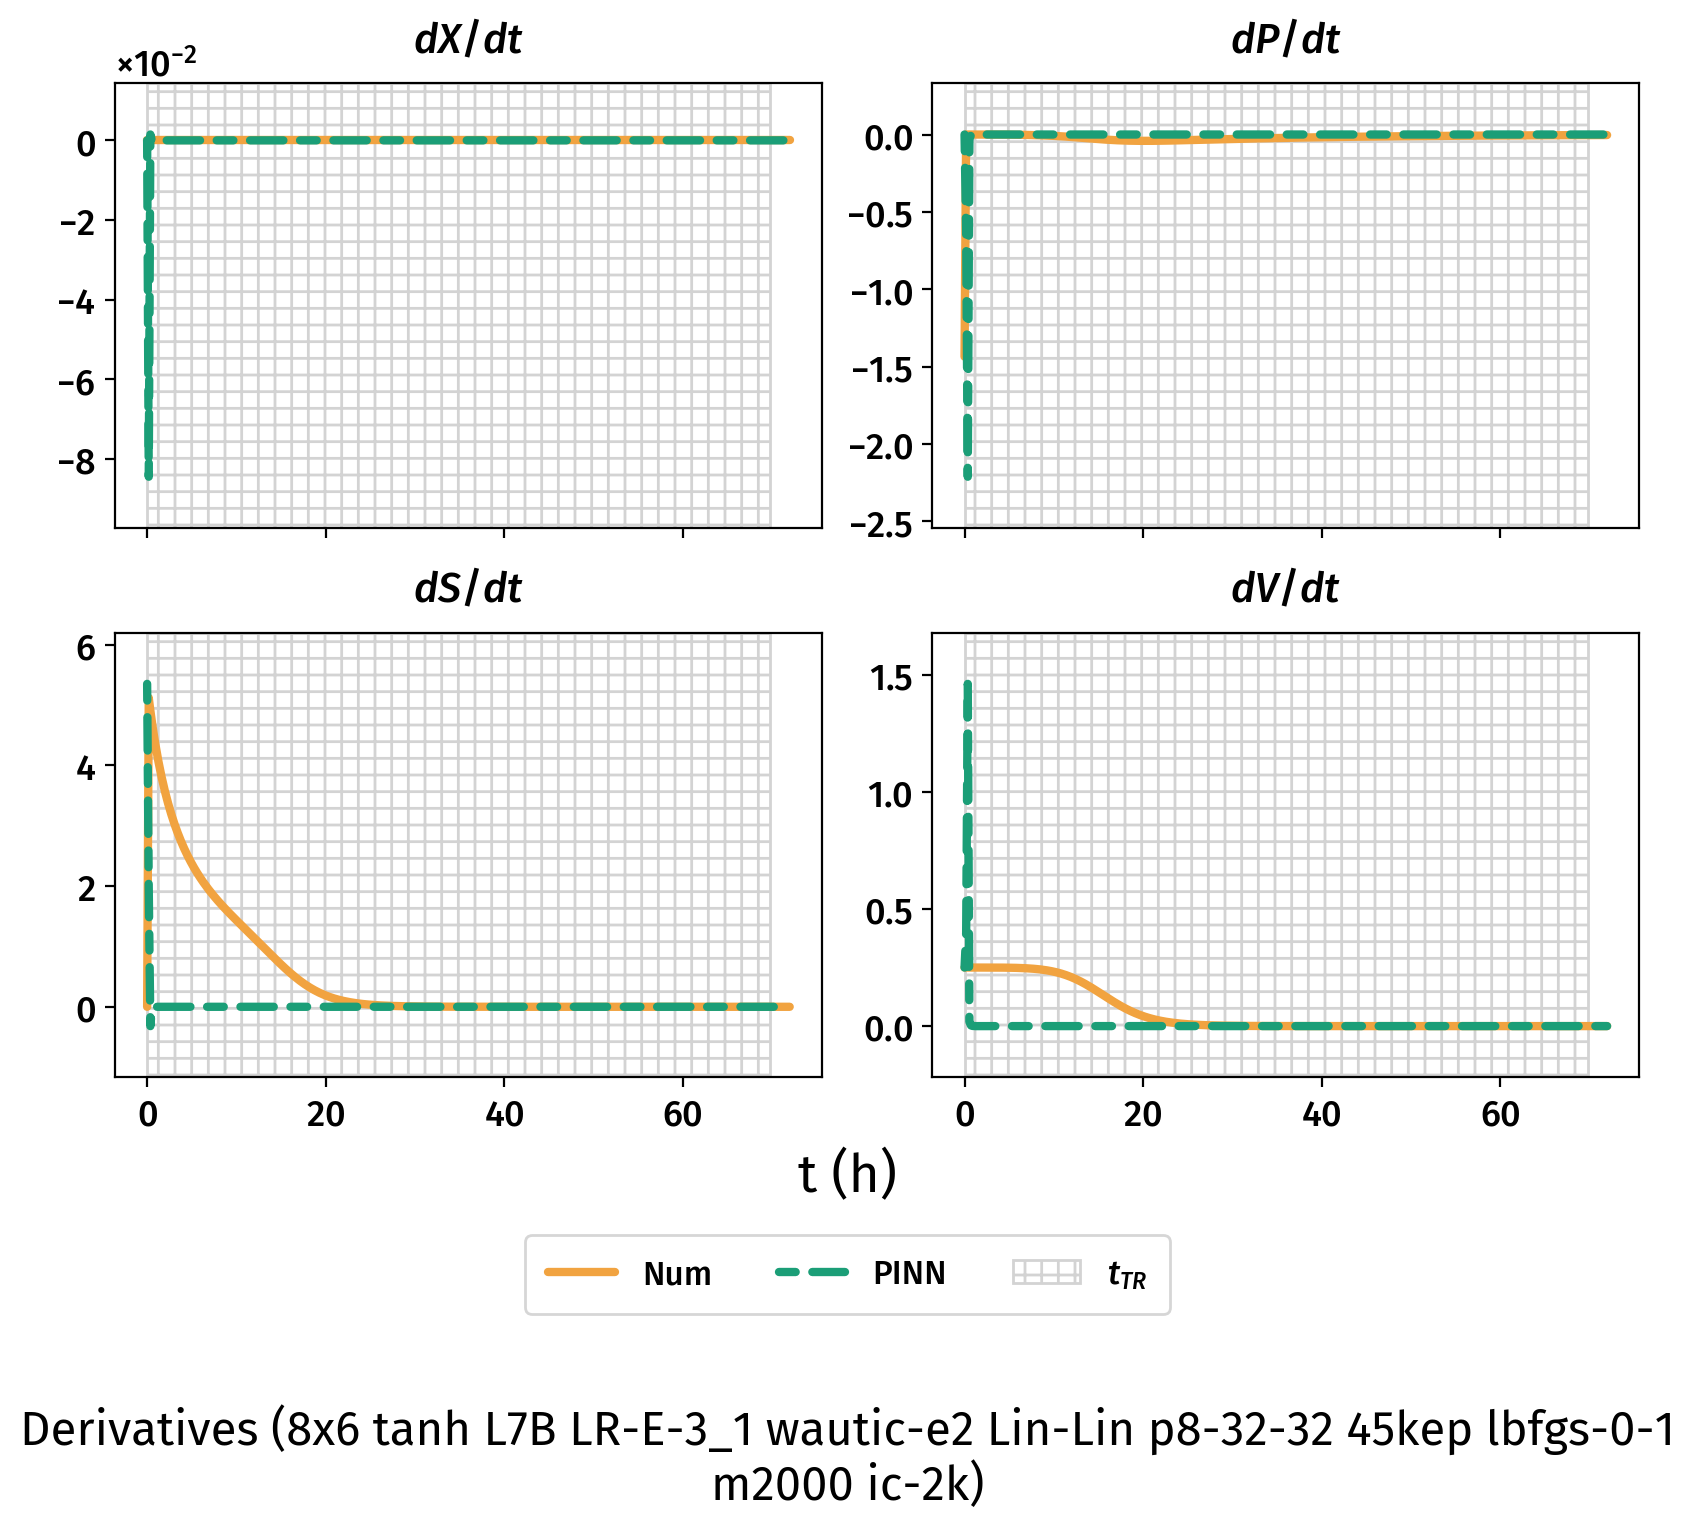 dX/dt
dP/dt
×10⁻²
0
−2
−4
−6
−8
0.0
−0.5
−1.0
−1.5
−2.0
−2.5
dS/dt
dV/dt
6
4
2
0
1.5
1.0
0.5
0.0
0 20 40 60
0 20 40 60
t (h)
Num PINN t_TR
Derivatives (8x6 tanh L7B LR-E-3_1 wautic-e2 Lin-Lin p8-32-32 45kep lbfgs-0-1
m2000 ic-2k)